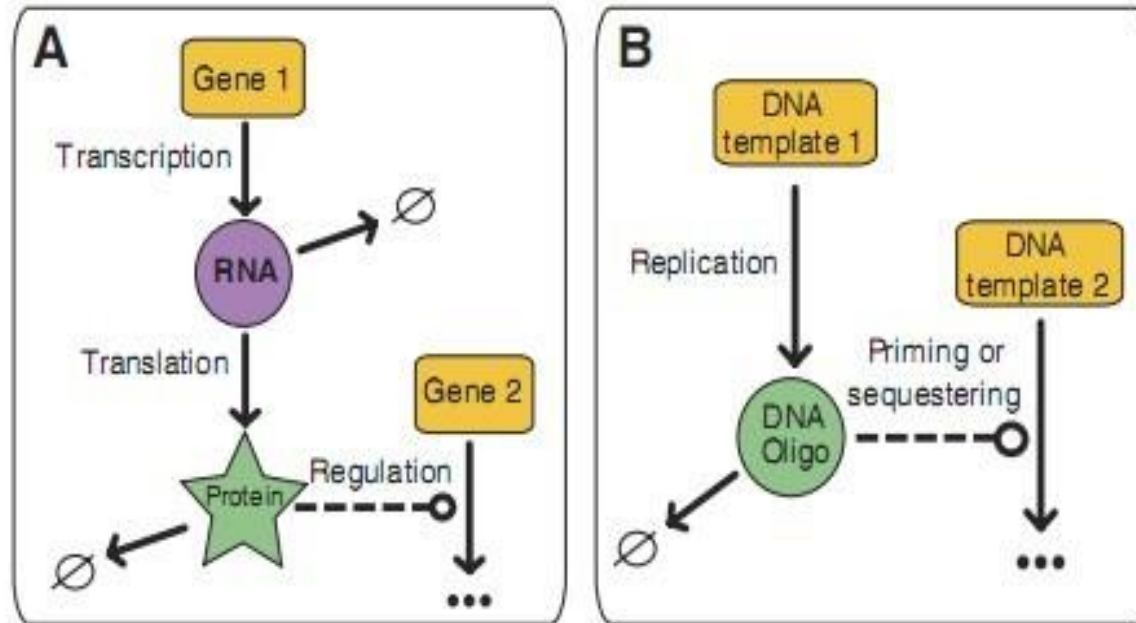 A
Gene 1
Transcription
RNA
∅
Translation
Gene 2
Regulation
Protein
∅
...
B
DNA
template 1
Replication
DNA
template 2
Priming or
sequestering
DNA
Oligo
∅
...